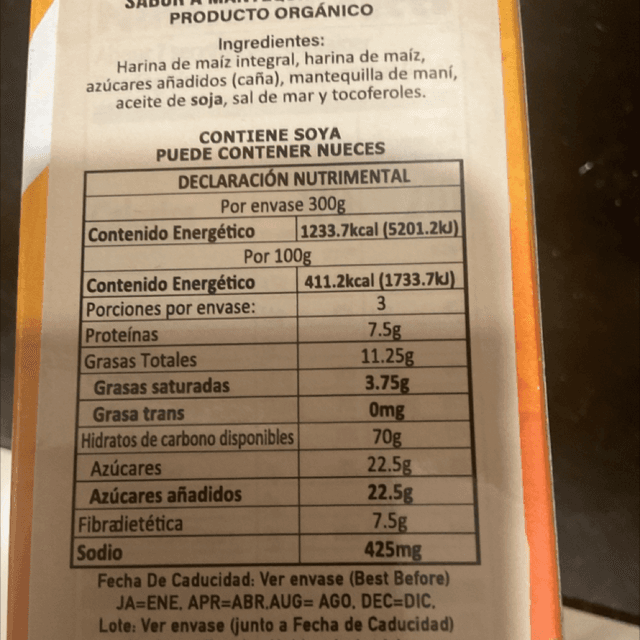 SABOR A
PRODUCTO ORGÁNICO
Ingredientes:
Harina de maíz integral, harina de maíz,
azúcares añadidos (caña), mantequilla de maní,
aceite de soja, sal de mar y tocoferoles.
CONTIENE SOYA
PUEDE CONTENER NUECES
DECLARACIÓN NUTRIMENTAL
Por envase 300g
Contenido Energético 1233.7kcal (5201.2kJ)
Por 100g
Contenido Energético 411.2kcal (1733.7kJ)
Porciones por envase: 3
Proteínas 7.5g
Grasas Totales 11.25g
Grasas saturadas 3.75g
Grasa trans 0mg
Hidratos de carbono disponibles 70g
Azúcares 22.5g
Azúcares añadidos 22.5g
Fibradietética 7.5g
Sodio 425mg
Fecha De Caducidad: Ver envase (Best Before)
JA=ENE. APR=ABR.AUG= AGO. DEC=DIC.
Lote: Ver envase (junto a Fecha de Caducidad)